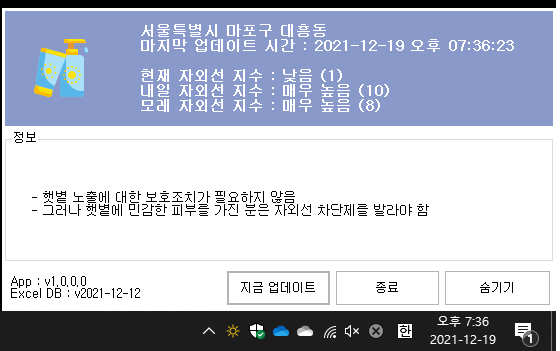 서울특별시 마포구 대흥동
마지막 업데이트 시간 : 2021-12-19 오후 07:36:23
현재 자외선 지수 : 낮음 (1)
내일 자외선 지수 : 매우 높음 (10)
모레 자외선 지수 : 매우 높음 (8)
정보
- 햇볕 노출에 대한 보호조치가 필요하지 않음
- 그러나 햇볕에 민감한 피부를 가진 분은 자외선 차단제를 발라야 함
App : v1.0.0.0
Excel DB : v2021-12-12
지금 업데이트
종료
숨기기
한
오후 7:36
2021-12-19
1